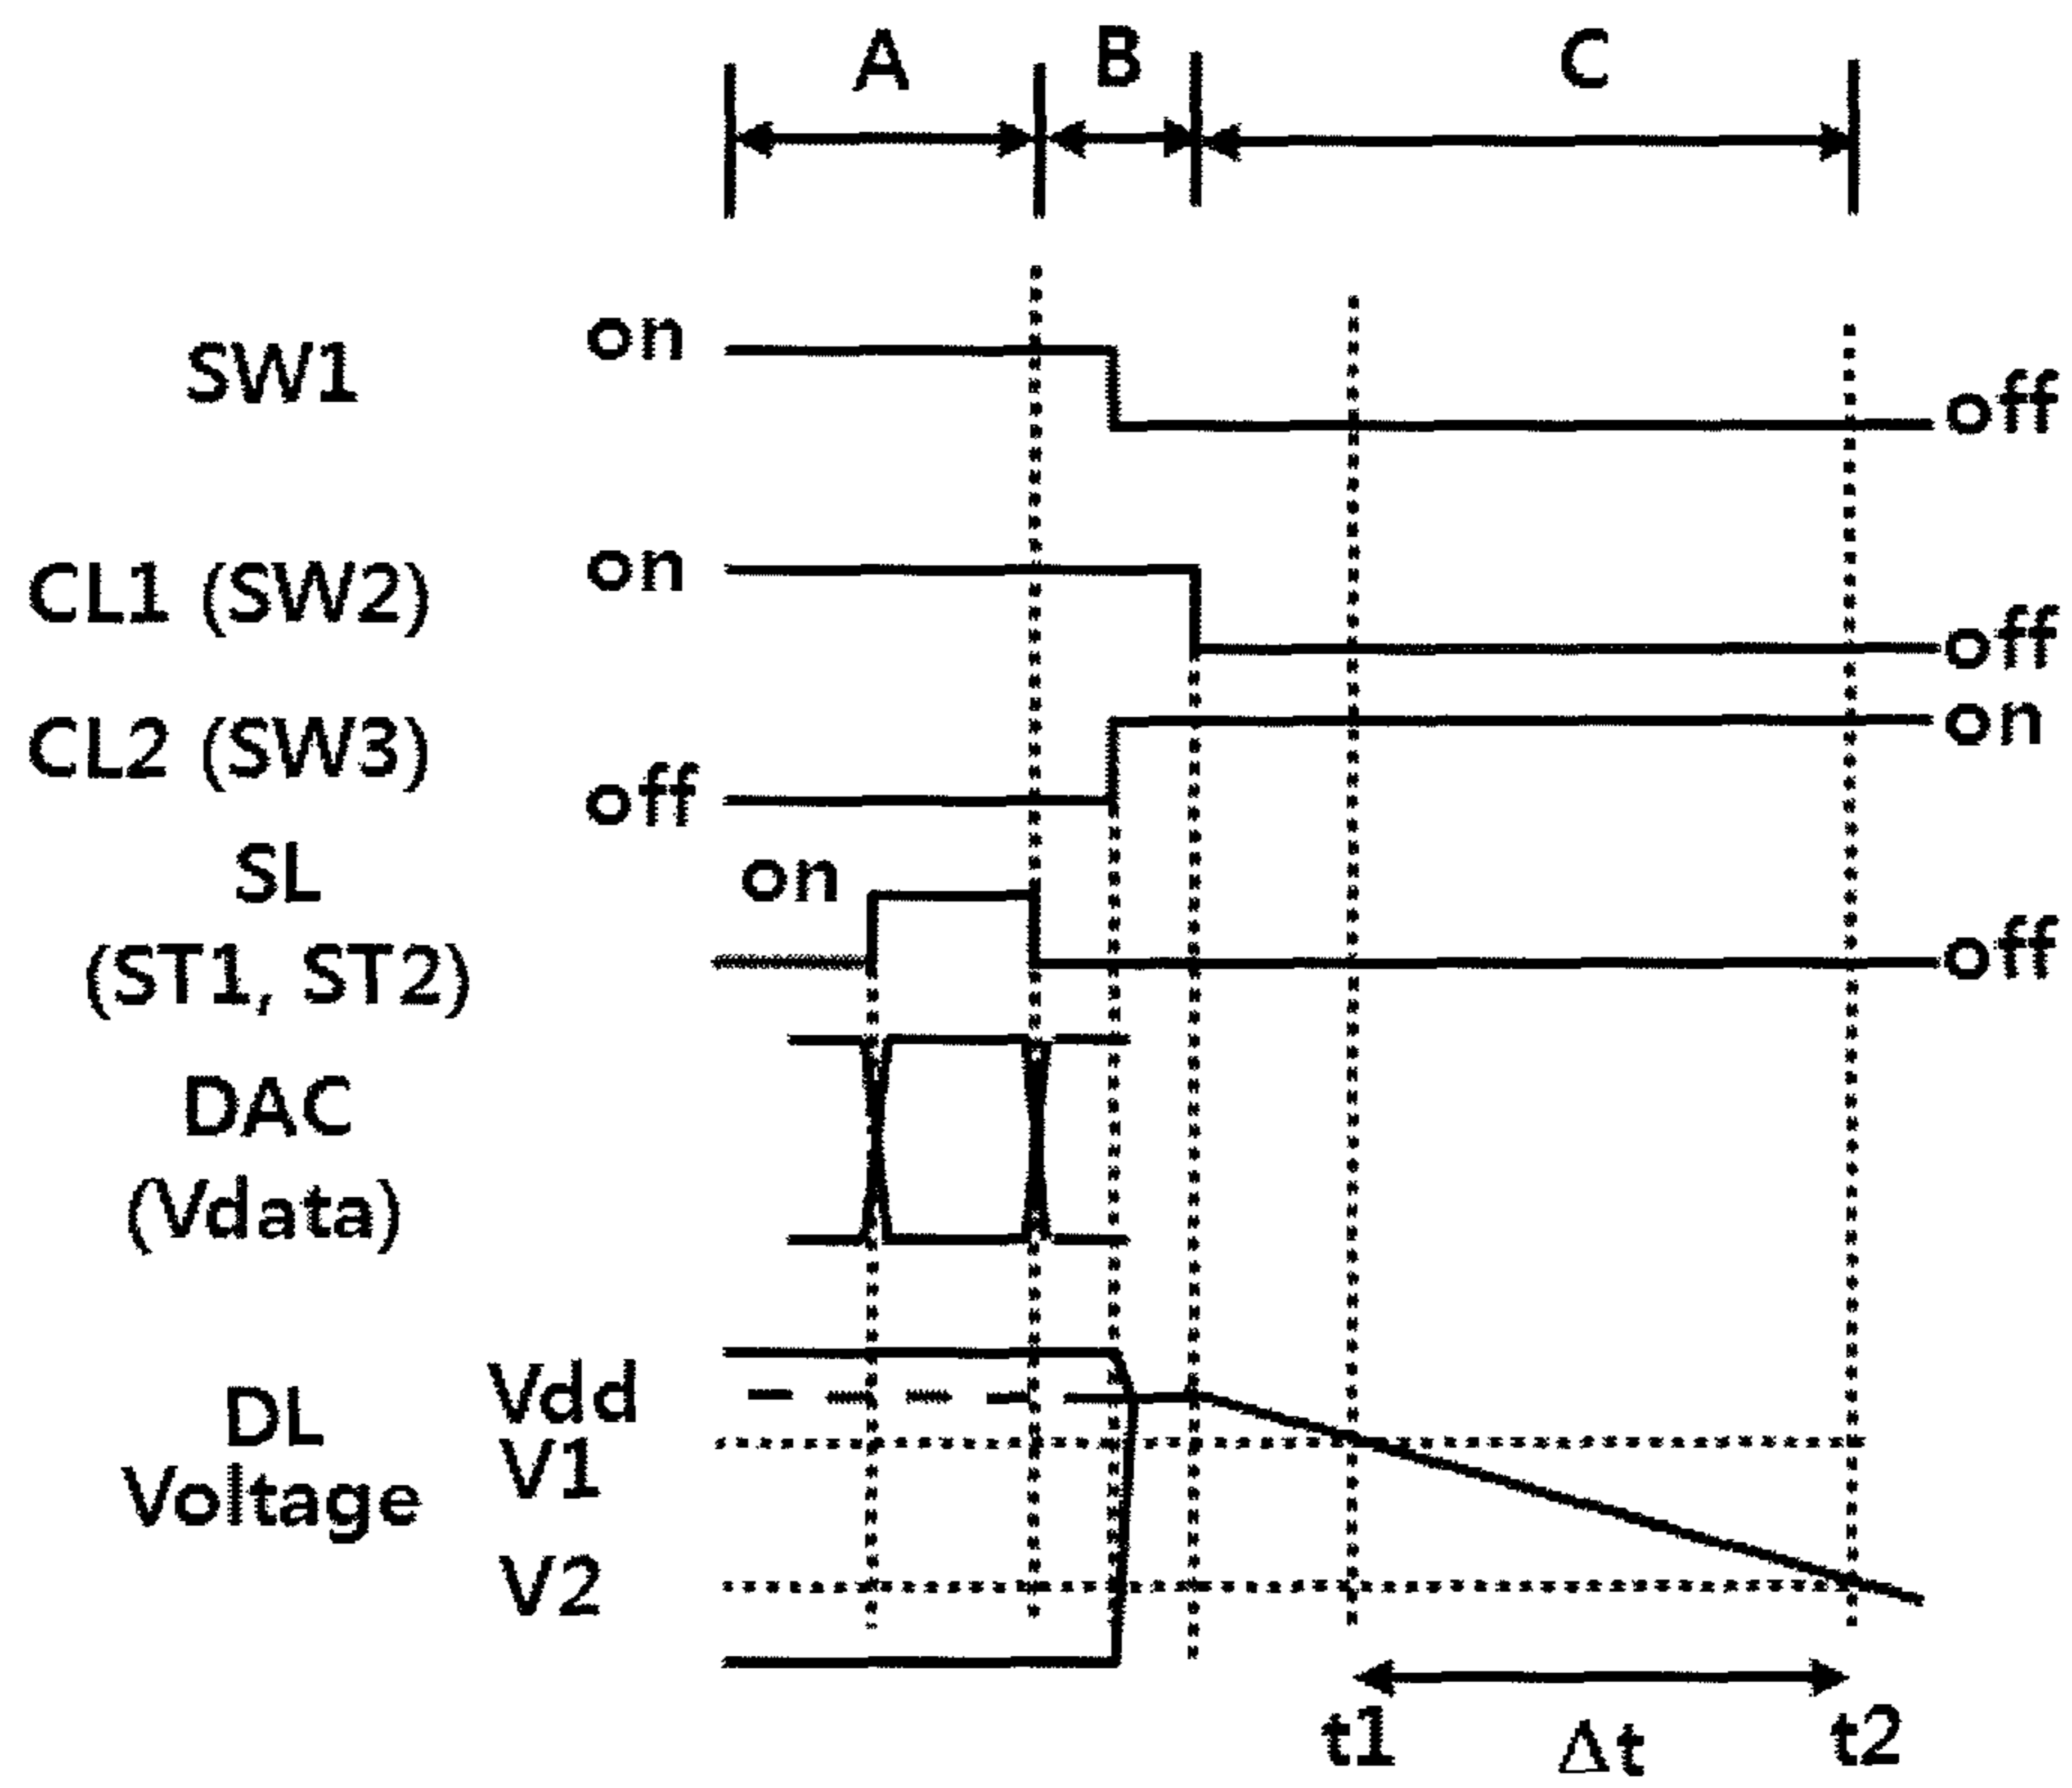 A B C
SW1 on off
CL1 (SW2) on off
CL2 (SW3) off on
SL on
(ST1, ST2) off
DAC
(Vdata)
DL Vdd
Voltage V1
V2
t1 Δt t2